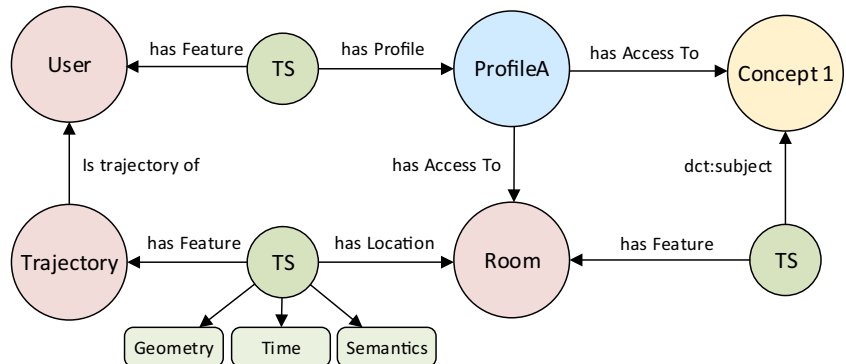 User
has Feature
TS
has Profile
ProfileA
has Access To
Concept 1
Is trajectory of
has Access To
dct:subject
Trajectory
has Feature
TS
has Location
Room
has Feature
TS
Geometry
Time
Semantics